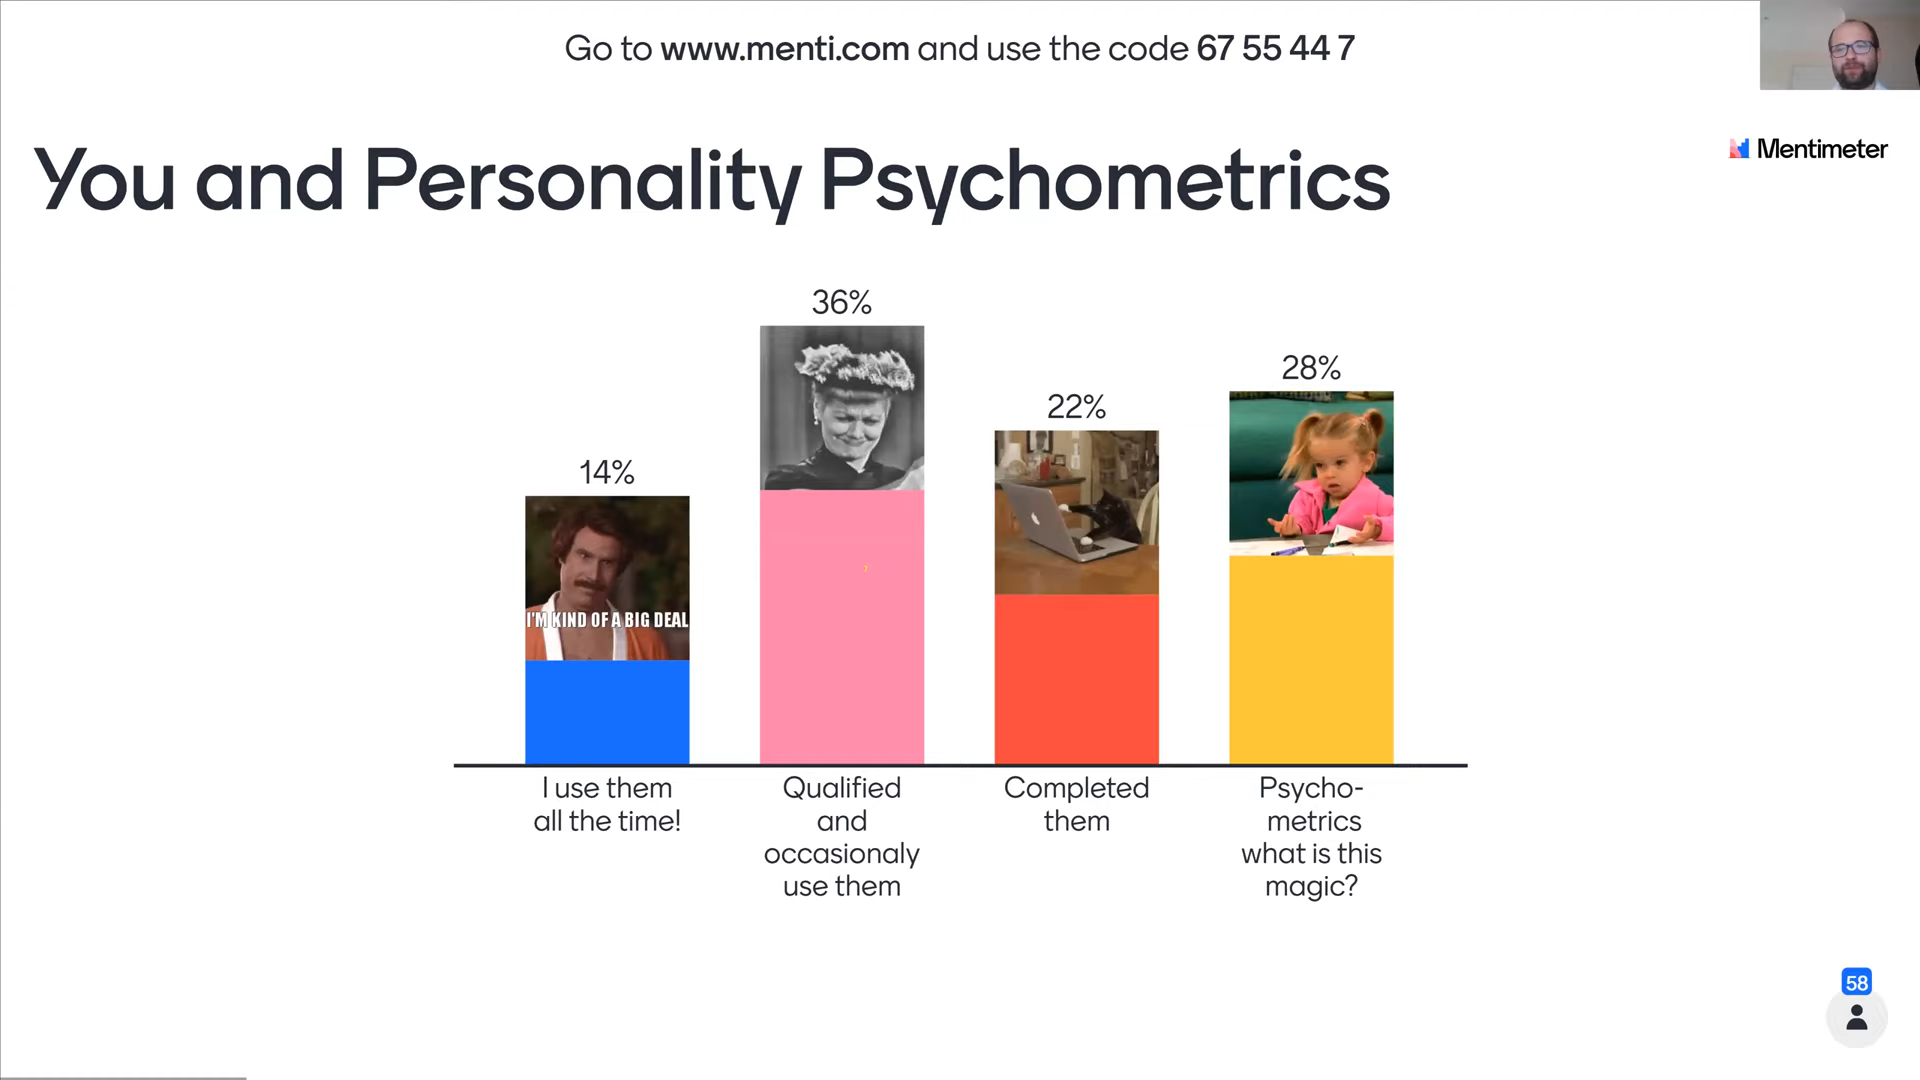 Go to www.menti.com and use the code 67 55 44 7
Mentimeter
You and Personality Psychometrics
14%
36%
22%
28%
I'M KIND OF A BIG DEAL
I use them
all the time!
Qualified
and
occasionaly
use them
Completed
them
Psycho-
metrics
what is this
magic?
58